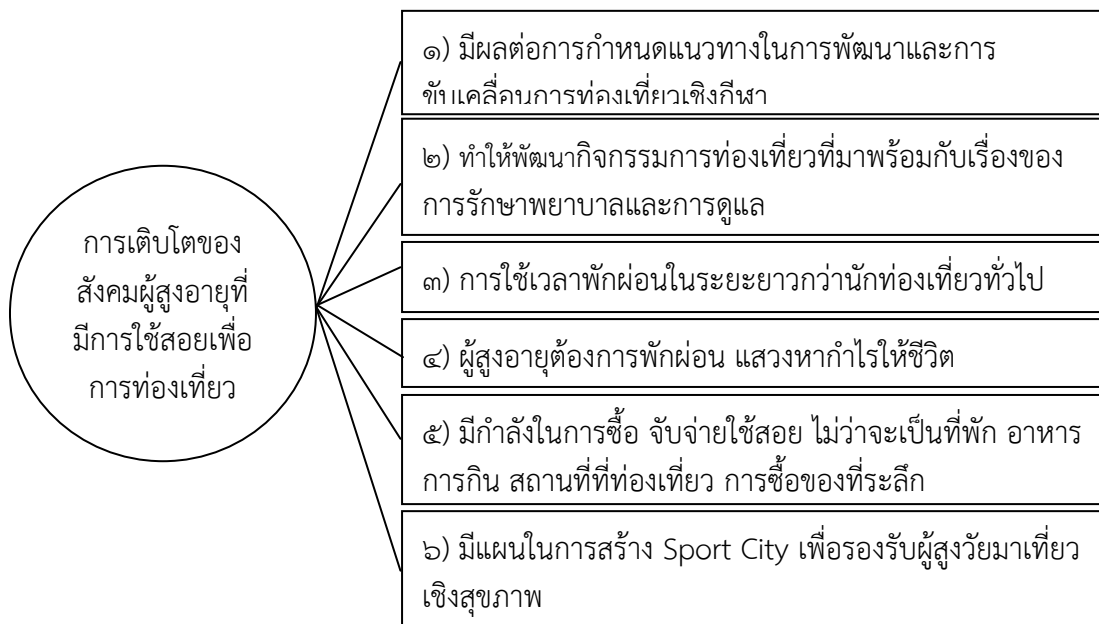 การเติบโตของ
สังคมผู้สูงอายุที่
มีการใช้สอยเพื่อ
การท่องเที่ยว
๑) มีผลต่อการกำหนดแนวทางในการพัฒนาและการ
ขับเคลื่อนการท่องเที่ยวเชิงกีฬา
๒) ทำให้พัฒนากิจกรรมการท่องเที่ยวที่มาพร้อมกับเรื่องของ
การรักษาพยาบาลและการดูแล
๓) การใช้เวลาพักผ่อนในระยะยาวกว่านักท่องเที่ยวทั่วไป
๔) ผู้สูงอายุต้องการพักผ่อน แสวงหากำไรให้ชีวิต
๕) มีกำลังในการซื้อ จับจ่ายใช้สอย ไม่ว่าจะเป็นที่พัก อาหาร
การกิน สถานที่ที่ท่องเที่ยว การซื้อของที่ระลึก
๖) มีแผนในการสร้าง Sport City เพื่อรองรับผู้สูงวัยมาเที่ยว
เชิงสุขภาพ